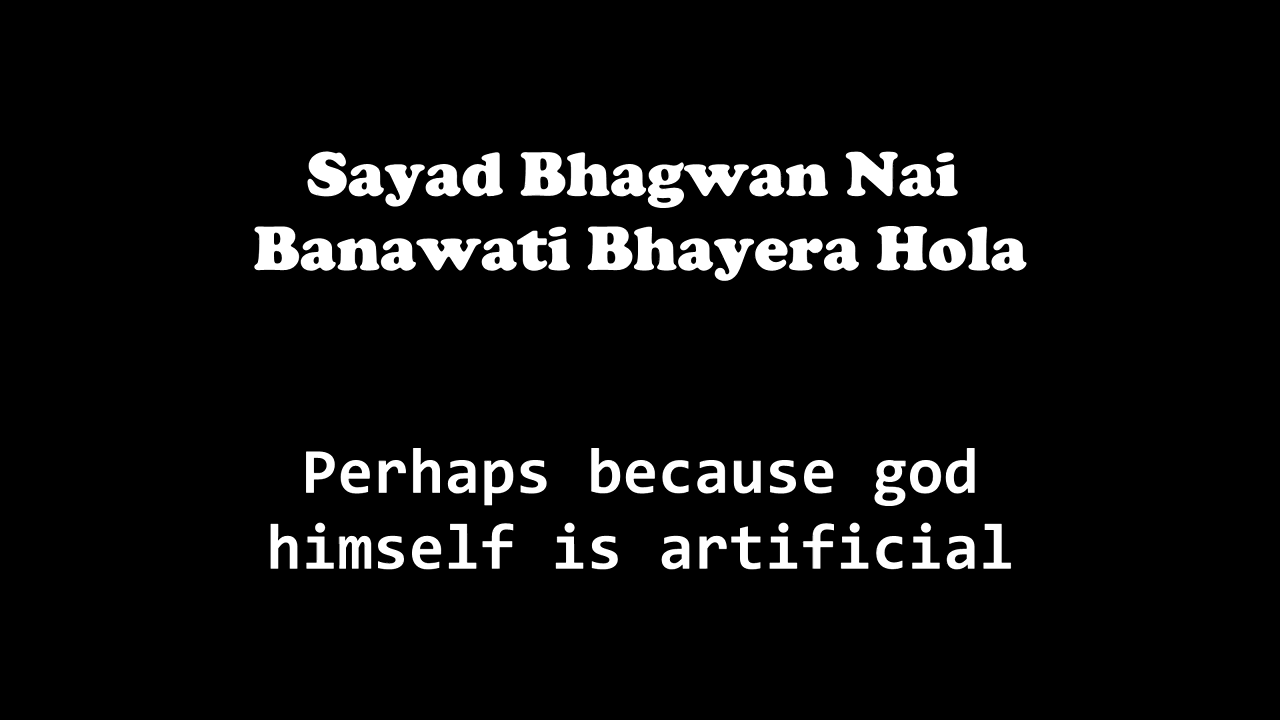 Sayad Bhagwan Nai
Banawati Bhayera Hola
Perhaps because god
himself is artificial